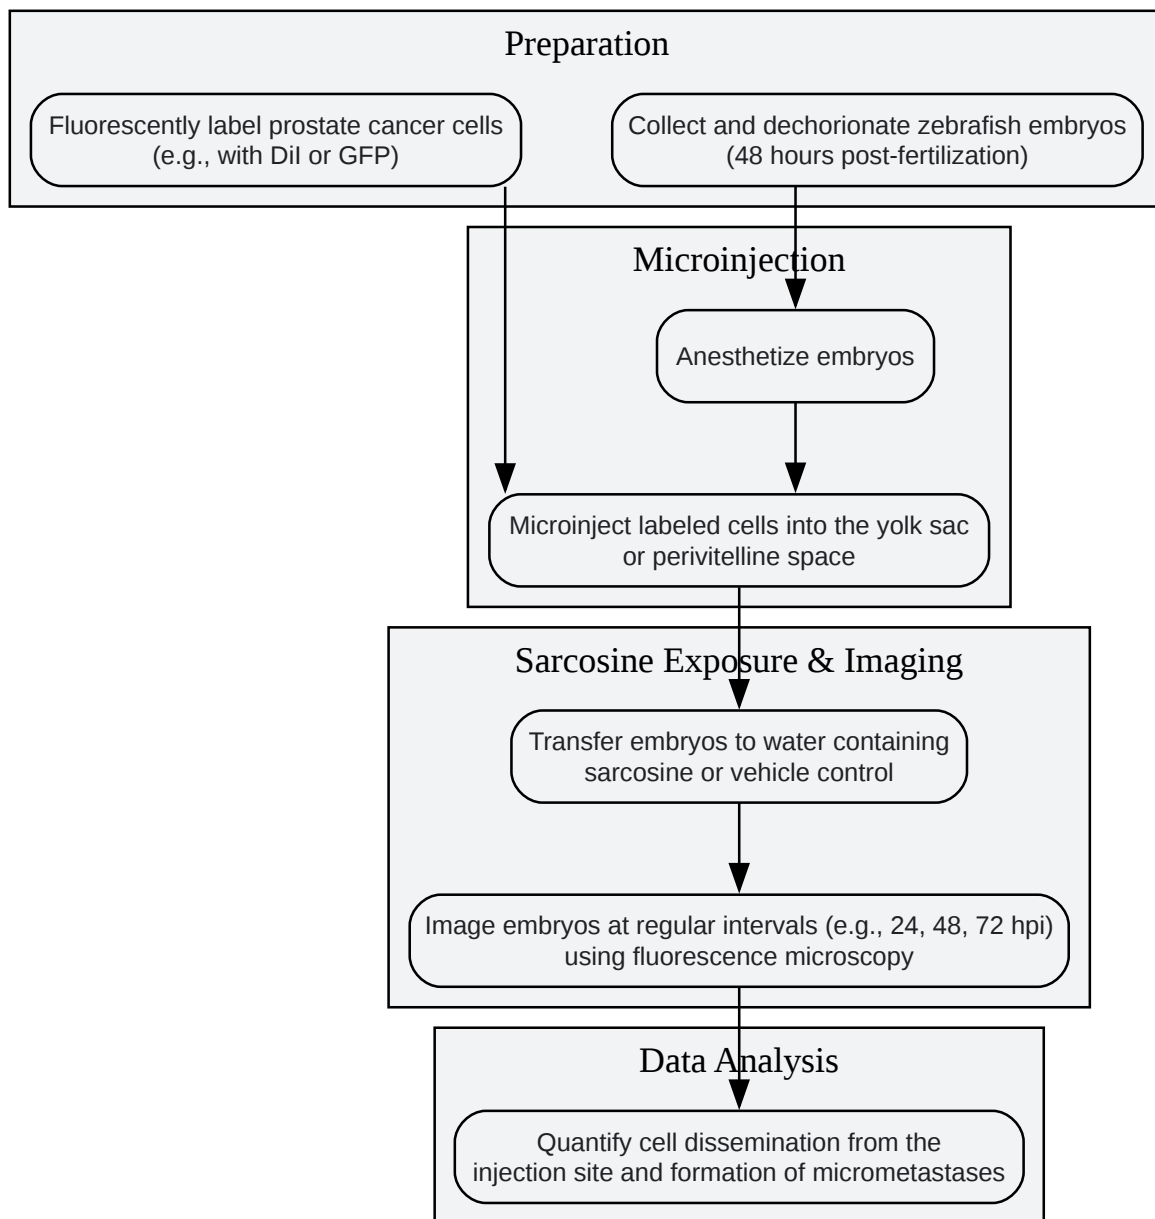 Preparation
Fluorescently label prostate cancer cells
(e.g., with DiI or GFP)
Collect and dechorionate zebrafish embryos
(48 hours post-fertilization)
Microinjection
Anesthetize embryos
Microinject labeled cells into the yolk sac
or perivitelline space
Sarcosine Exposure & Imaging
Transfer embryos to water containing
sarcosine or vehicle control
Image embryos at regular intervals (e.g., 24, 48, 72 hpi)
using fluorescence microscopy
Data Analysis
Quantify cell dissemination from the
injection site and formation of micrometastases